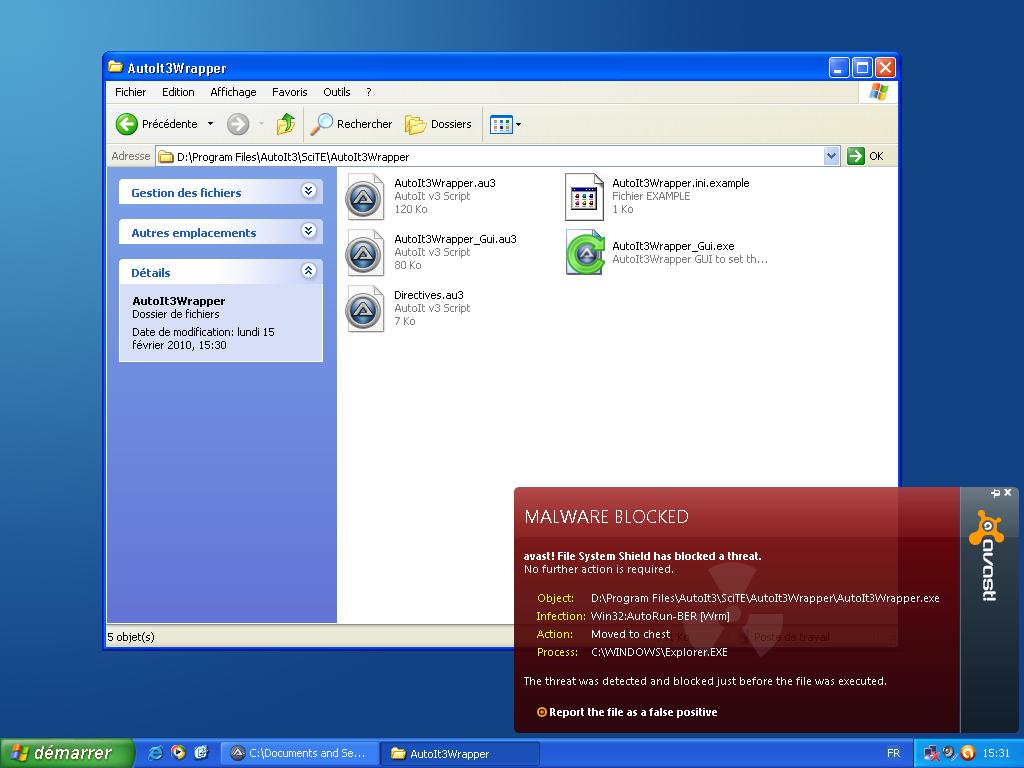 AutoIt3Wrapper
Fichier Edition Affichage Favoris Outils ?
Précédente Rechercher Dossiers
Adresse D:\Program Files\AutoIt3\SciTE\AutoIt3Wrapper OK
Gestion des fichiers
Autres emplacements
Détails
AutoIt3Wrapper
Dossier de fichiers
Date de modification: lundi 15
février 2010, 15:30
AutoIt3Wrapper.au3
AutoIt v3 Script
120 Ko
AutoIt3Wrapper.ini.example
Fichier EXAMPLE
1 Ko
AutoIt3Wrapper_Gui.au3
AutoIt v3 Script
80 Ko
AutoIt3Wrapper_Gui.exe
AutoIt3Wrapper GUI to set th...
Directives.au3
AutoIt v3 Script
7 Ko
5 objet(s)
Ko
Poste de travail
MALWARE BLOCKED
avast! File System Shield has blocked a threat.
No further action is required.
Object: D:\Program Files\AutoIt3\SciTE\AutoIt3Wrapper\AutoIt3Wrapper.exe
Infection: Win32:AutoRun-BER [Wrm]
Action: Moved to chest
Process: C:\WINDOWS\Explorer.EXE
The threat was detected and blocked just before the file was executed.
Report the file as a false positive
avast!
démarrer
C:\Documents and Se...
AutoIt3Wrapper
FR
15:31